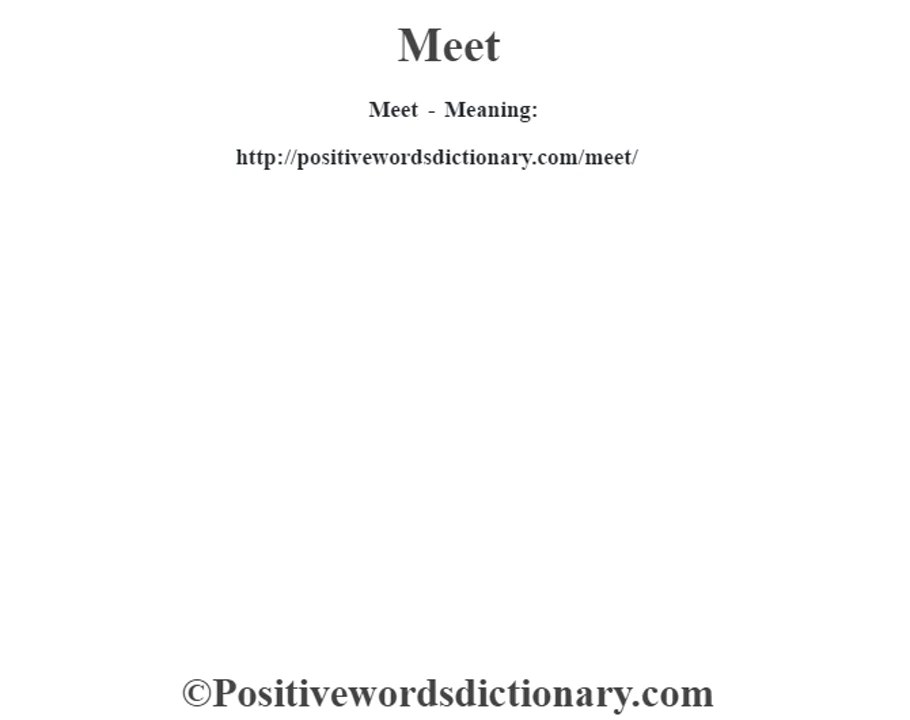 Meet
Meet - Meaning:
http://positivewordsdictionary.com/meet/
©Positivewordsdictionary.com